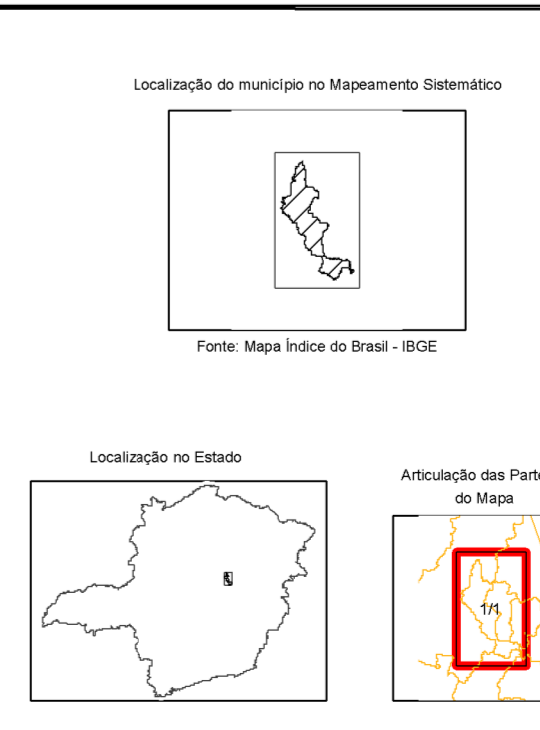 Localização do município no Mapeamento Sistemático
Fonte: Mapa Índice do Brasil - IBGE
Localização no Estado
Articulação das Parte
do Mapa
1/1